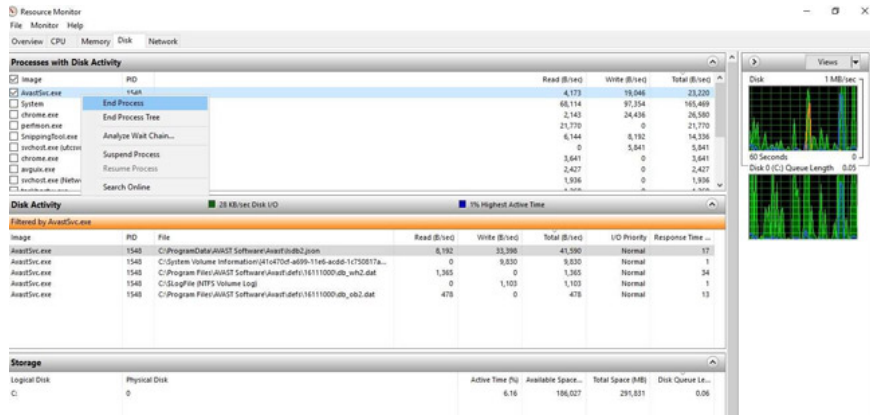 Resource Monitor
File Monitor Help
Overview CPU Memory Disk Network
Processes with Disk Activity
Views
Image PID Read (B/sec) Write (B/sec) Total (B/sec)
Disk 1 MB/sec
AvastSvc.exe 1548 4,173 19,046 23,220
System End Process 68,114 97,354 165,469
chrome.exe End Process Tree 2,143 24,436 26,580
perfmon.exe 21,770 0 21,770
SnippingTool.exe Analyze Wait Chain... 6,144 8,192 14,336
svchost.exe 0 5,841 5,841
chrome.exe Suspend Process 3,641 0 3,641
avguix.exe Resume Process 2,427 0 2,427
svchost.exe (Netwo 1,936 0 1,936
Search Online
60 Seconds 0
Disk 0 (C:) Queue Length 0.05
Disk Activity 28 KB/sec Disk I/O 1% Highest Active Time
Filtered by AvastSvc.exe
Image PID File Read (B/sec) Write (B/sec) Total (B/sec) I/O Priority Response Time ...
AvastSvc.exe 1548 C:\ProgramData\AVAST Software\Avast\lsdb2.json 8,192 33,398 41,590 Normal 17
AvastSvc.exe 1548 C:\System Volume Information\ 0 9,830 9,830 Normal 1
AvastSvc.exe 1548 C:\Program Files\AVAST Software\Avast\defs\16111000\db_wh2.dat 1,365 0 1,365 Normal 34
AvastSvc.exe 1548 C:\$LogFile (NTFS Volume Log) 0 1,103 1,103 Normal 1
AvastSvc.exe 1548 C:\Program Files\AVAST Software\Avast\defs\16111000\db_ob2.dat 478 0 478 Normal 13
Storage
Logical Disk Physical Disk Active Time (%) Available Space... Total Space (MB) Disk Queue Le...
C: 0 6.16 186,027 291,831 0.06